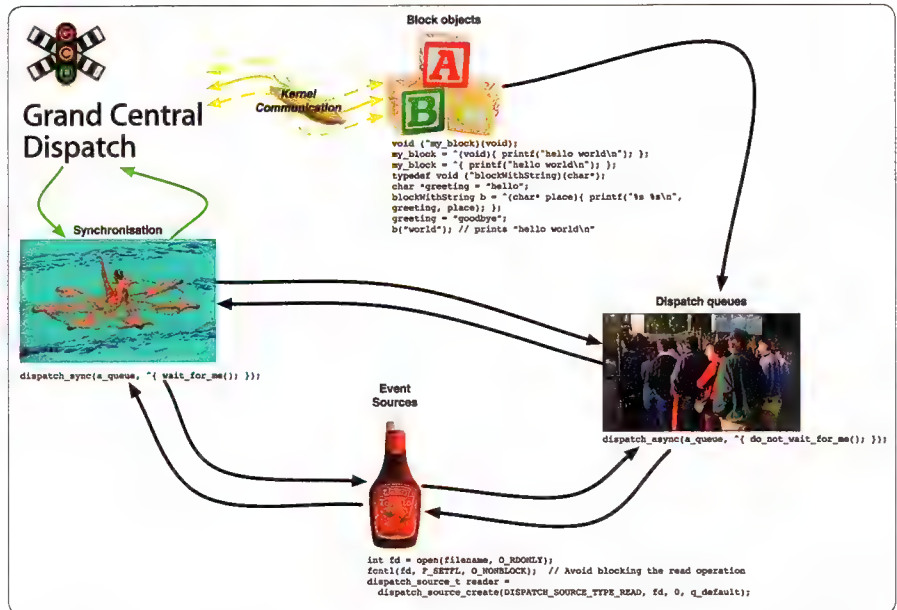 Block objects
G
C
D
Kernel
Communication
A
B
Grand Central
Dispatch
void (^my_block)(void);
my_block = ^(void){ printf("hello world\n"); };
my_block = ^{ printf("hello world\n"); };
typedef void (^blockWithString)(char*);
char *greeting = "hello";
blockWithString b = ^(char* place){ printf("%s %s\n",
greeting, place); };
greeting = "goodbye";
b("world"); // prints "hello world\n"
Synchronisation
Dispatch queues
dispatch_sync(a_queue, ^{ wait_for_me(); });
Event
Sources
dispatch_async(a_queue, ^{ do_not_wait_for_me(); });
int fd = open(filename, O_RDONLY);
fcntl(fd, F_SETFL, O_NONBLOCK); // Avoid blocking the read operation
dispatch_source_t reader =
dispatch_source_create(DISPATCH_SOURCE_TYPE_READ, fd, 0, q_default);